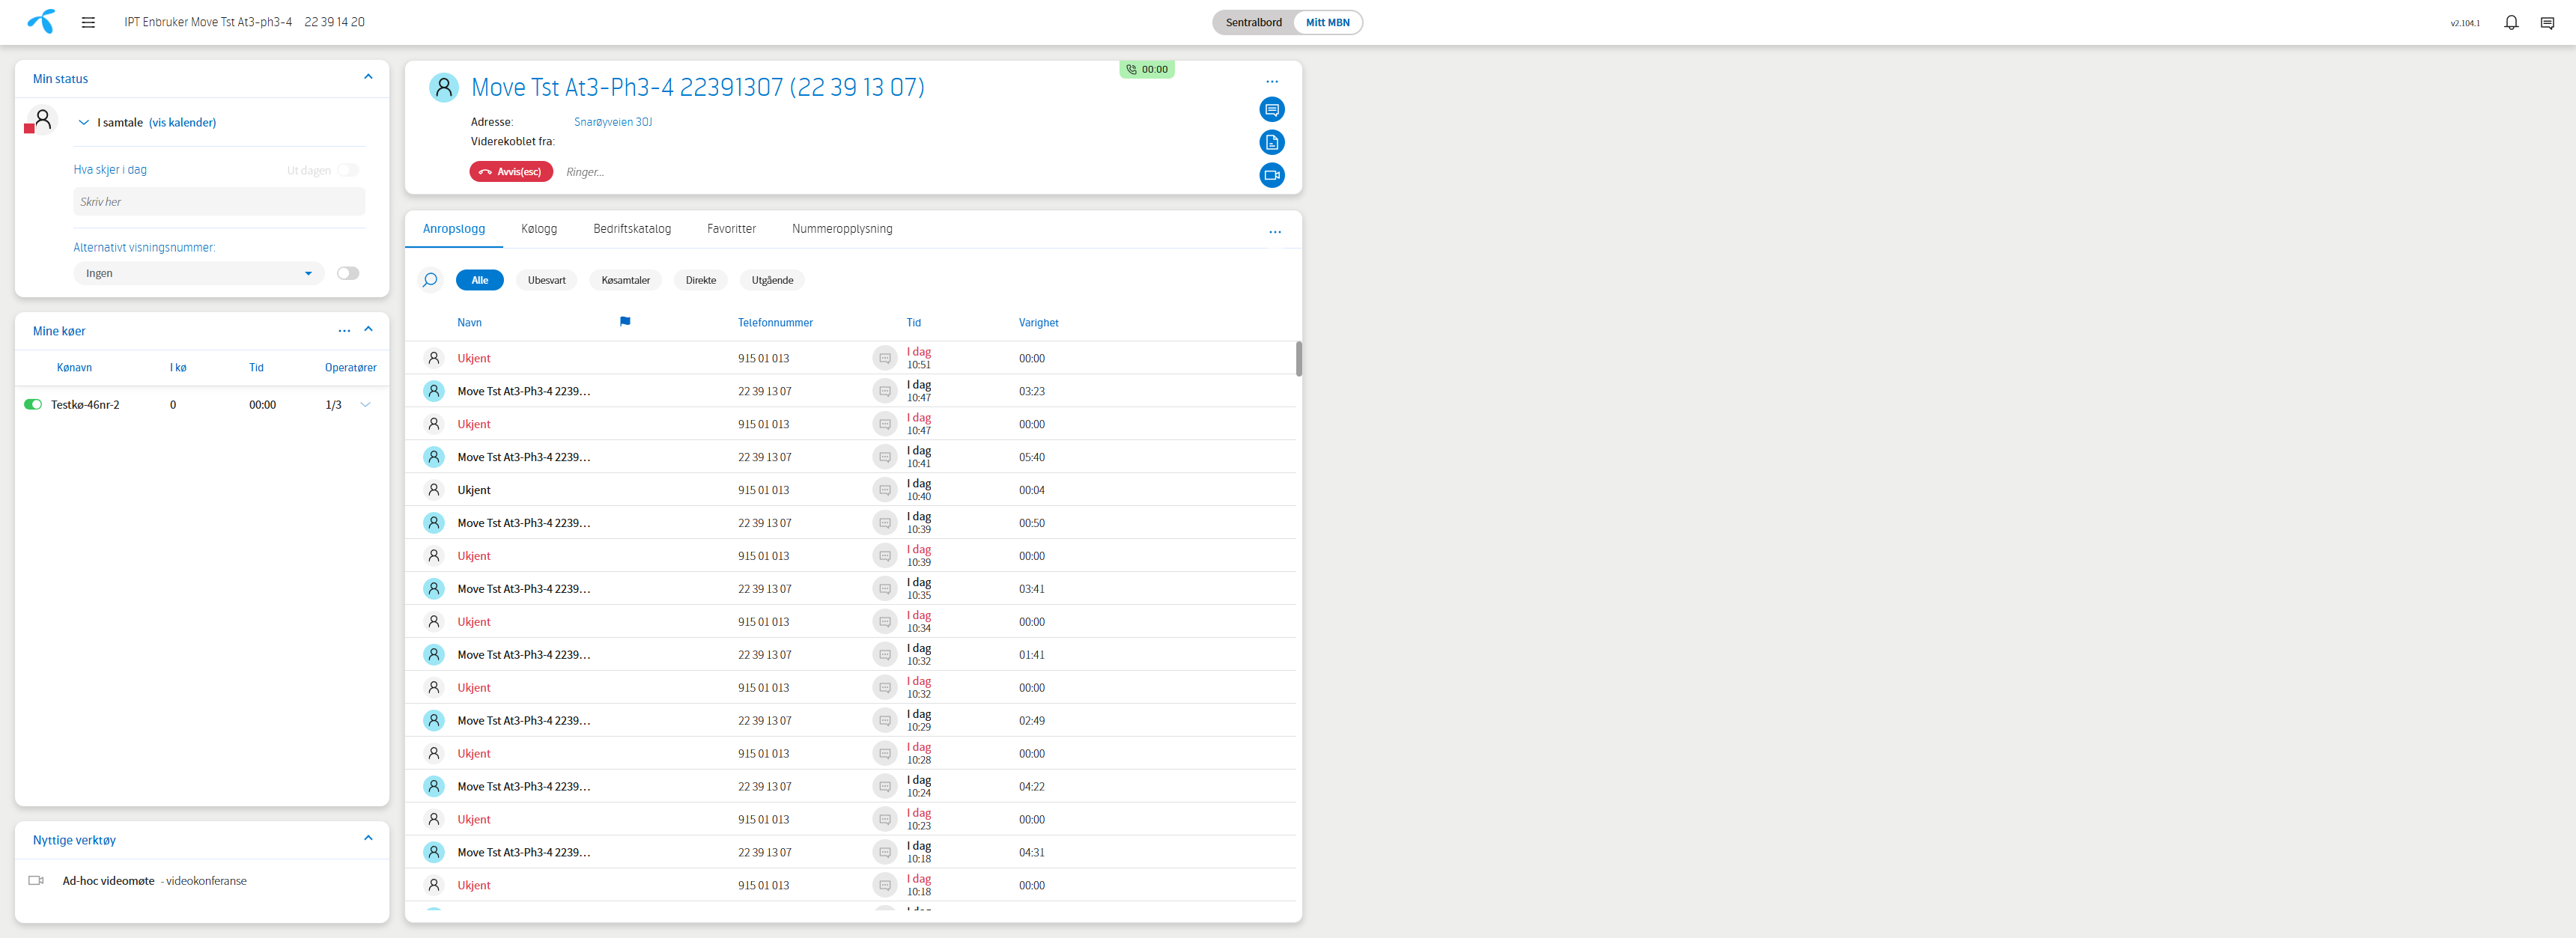 IPT Enbruker Move Tst At3-ph3-4 22 39 14 20
Sentralbord Mitt MBN
v2.104.1
Min status
I samtale (vis kalender)
Hva skjer i dag Ut dagen
Skriv her
Alternativt visningsnummer:
Ingen
Mine køer
Kønavn I kø Tid Operatører
Testkø-46nr-2 0 00:00 1/3
Nyttige verktøy
Ad-hoc videomøte - videokonferanse
00:00
Move Tst At3-Ph3-4 22391307 (22 39 13 07)
Adresse: Snarøyveien 30J
Viderekoblet fra:
Avvis(esc) Ringer...
Anropslogg Kølogg Bedriftskatalog Favoritter Nummeropplysning
Alle Ubesvart Køsamtaler Direkte Utgående
Navn Telefonnummer Tid Varighet
Ukjent 915 01 013 I dag 10:51 00:00
Move Tst At3-Ph3-4 2239... 22 39 13 07 I dag 10:47 03:23
Ukjent 915 01 013 I dag 10:47 00:00
Move Tst At3-Ph3-4 2239... 22 39 13 07 I dag 10:41 05:40
Ukjent 915 01 013 I dag 10:40 00:04
Move Tst At3-Ph3-4 2239... 22 39 13 07 I dag 10:39 00:50
Ukjent 915 01 013 I dag 10:39 00:00
Move Tst At3-Ph3-4 2239... 22 39 13 07 I dag 10:35 03:41
Ukjent 915 01 013 I dag 10:34 00:00
Move Tst At3-Ph3-4 2239... 22 39 13 07 I dag 10:32 01:41
Ukjent 915 01 013 I dag 10:32 00:00
Move Tst At3-Ph3-4 2239... 22 39 13 07 I dag 10:29 02:49
Ukjent 915 01 013 I dag 10:28 00:00
Move Tst At3-Ph3-4 2239... 22 39 13 07 I dag 10:24 04:22
Ukjent 915 01 013 I dag 10:23 00:00
Move Tst At3-Ph3-4 2239... 22 39 13 07 I dag 10:18 04:31
Ukjent 915 01 013 I dag 10:18 00:00